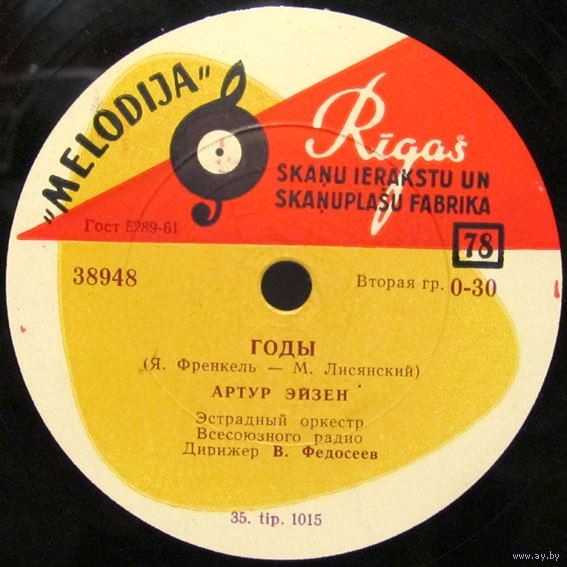 „MELODIJA”
Rīgas
SKAŅU IERAKSTU UN
SKAŅUPLAŠU FABRIKA
Гост 5289-61
78
38948
Вторая гр. 0-30
ГОДЫ
(Я. Френкель — М. Лисянский)
АРТУР ЭЙЗЕН
Эстрадный оркестр
Всесоюзного радио
Дирижер В. Федосеев
35. tip. 1015
www.ay.by